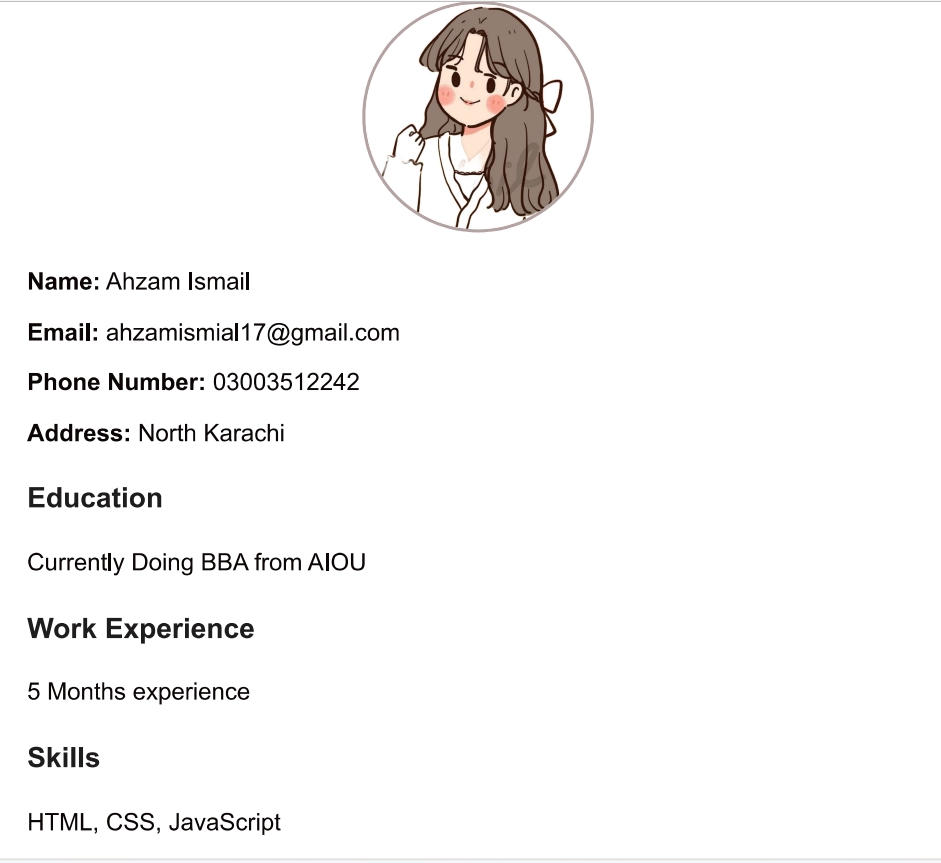 Name: Ahzam Ismail
Email: ahzamismial17@gmail.com
Phone Number: 03003512242
Address: North Karachi
Education
Currently Doing BBA from AIOU
Work Experience
5 Months experience
Skills
HTML, CSS, JavaScript